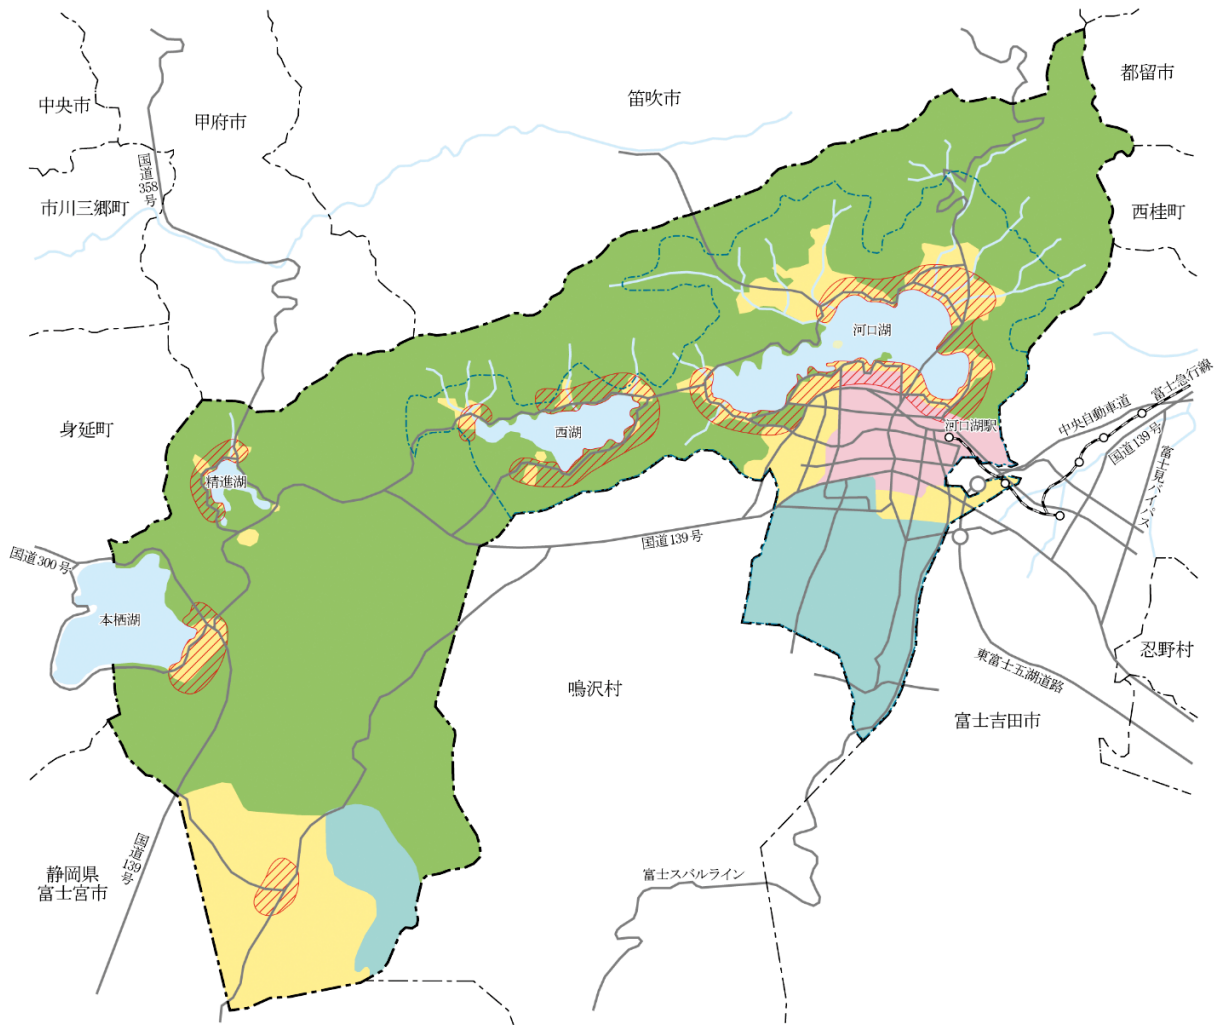 都留市
笛吹市
中央市
甲府市
国道358号
市川三郷町
西桂町
河口湖
富士急行線
中央自動車道
河口湖駅
国道139号
身延町
西湖
富士見バイパス
精進湖
国道139号
国道300号
本栖湖
忍野村
東富士五湖道路
鳴沢村
富士吉田市
国道139号
静岡県
富士宮市
富士スバルライン